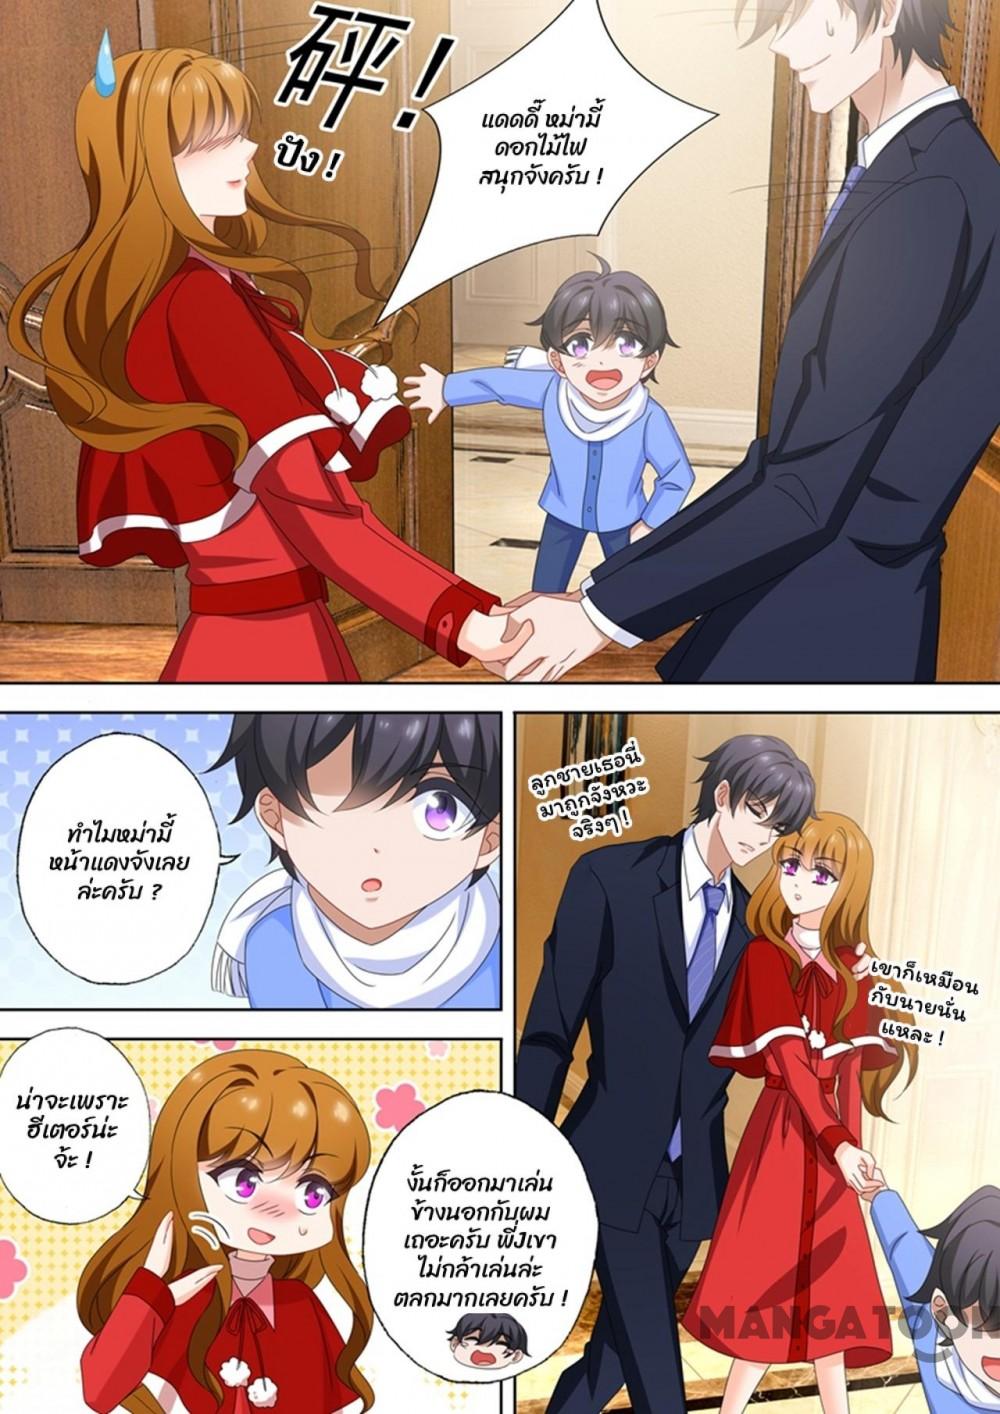 砰！
ปัง !
แดดดี๊ หม่ามี้
ดอกไม้ไฟ
สนุกจังครับ !
ทำไมหม่ามี้
หน้าแดงจังเลย
ล่ะครับ ?
ลูกชายเธอนี่
มาถูกจังหวะ
จริงๆ !
เขาก็เหมือน
กับนายนั่น
แหละ !
น่าจะเพราะ
ฮีเตอร์น่ะ
จ้ะ !
งั้นก็ออกมาเล่น
ข้างนอกกับผม
เถอะครับ พี่Jเขา
ไม่กล้าเล่นล่ะ
ตลกมากเลยครับ !
MANGATOON